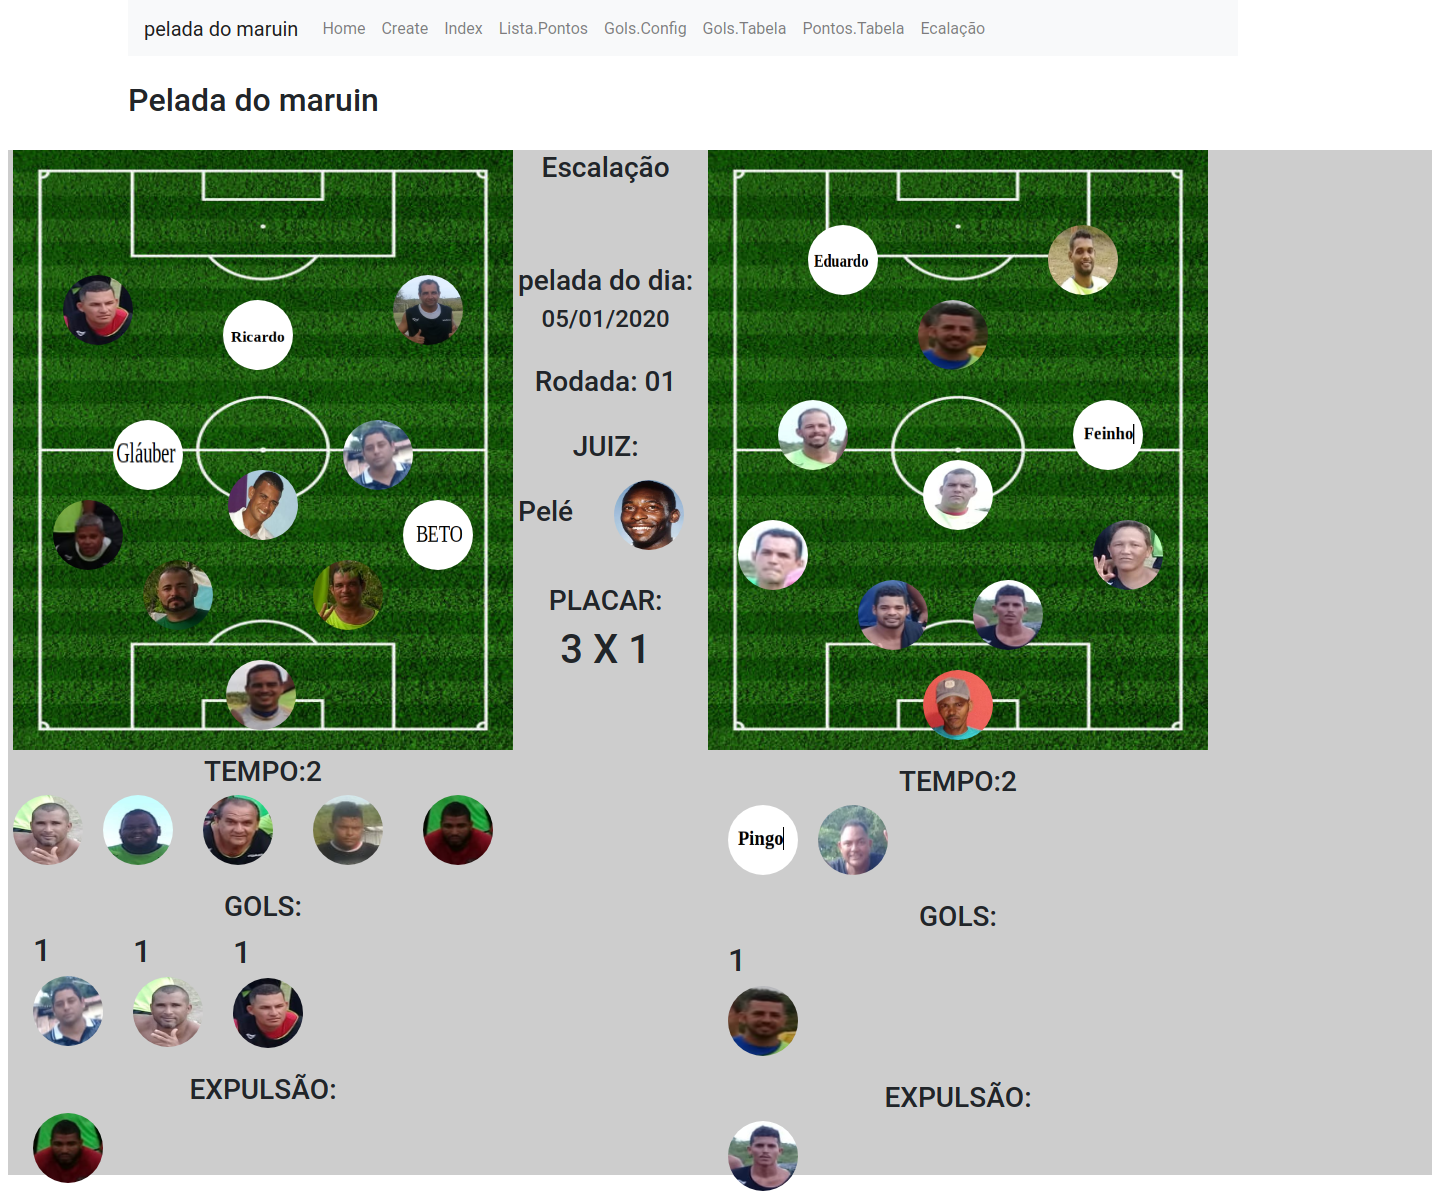 pelada do maruin Home Create Index Lista.Pontos Gols.Config Gols.Tabela Pontos.Tabela Ecalação
Pelada do maruin
Ricardo
Gláuber
BETO
Escalação
pelada do dia:
05/01/2020
Rodada: 01
JUIZ:
Pelé
PLACAR:
3 X 1
Eduardo
Feinho
TEMPO:2
GOLS:
1 1 1
EXPULSÃO:
TEMPO:2
Pingo
GOLS:
1
EXPULSÃO: